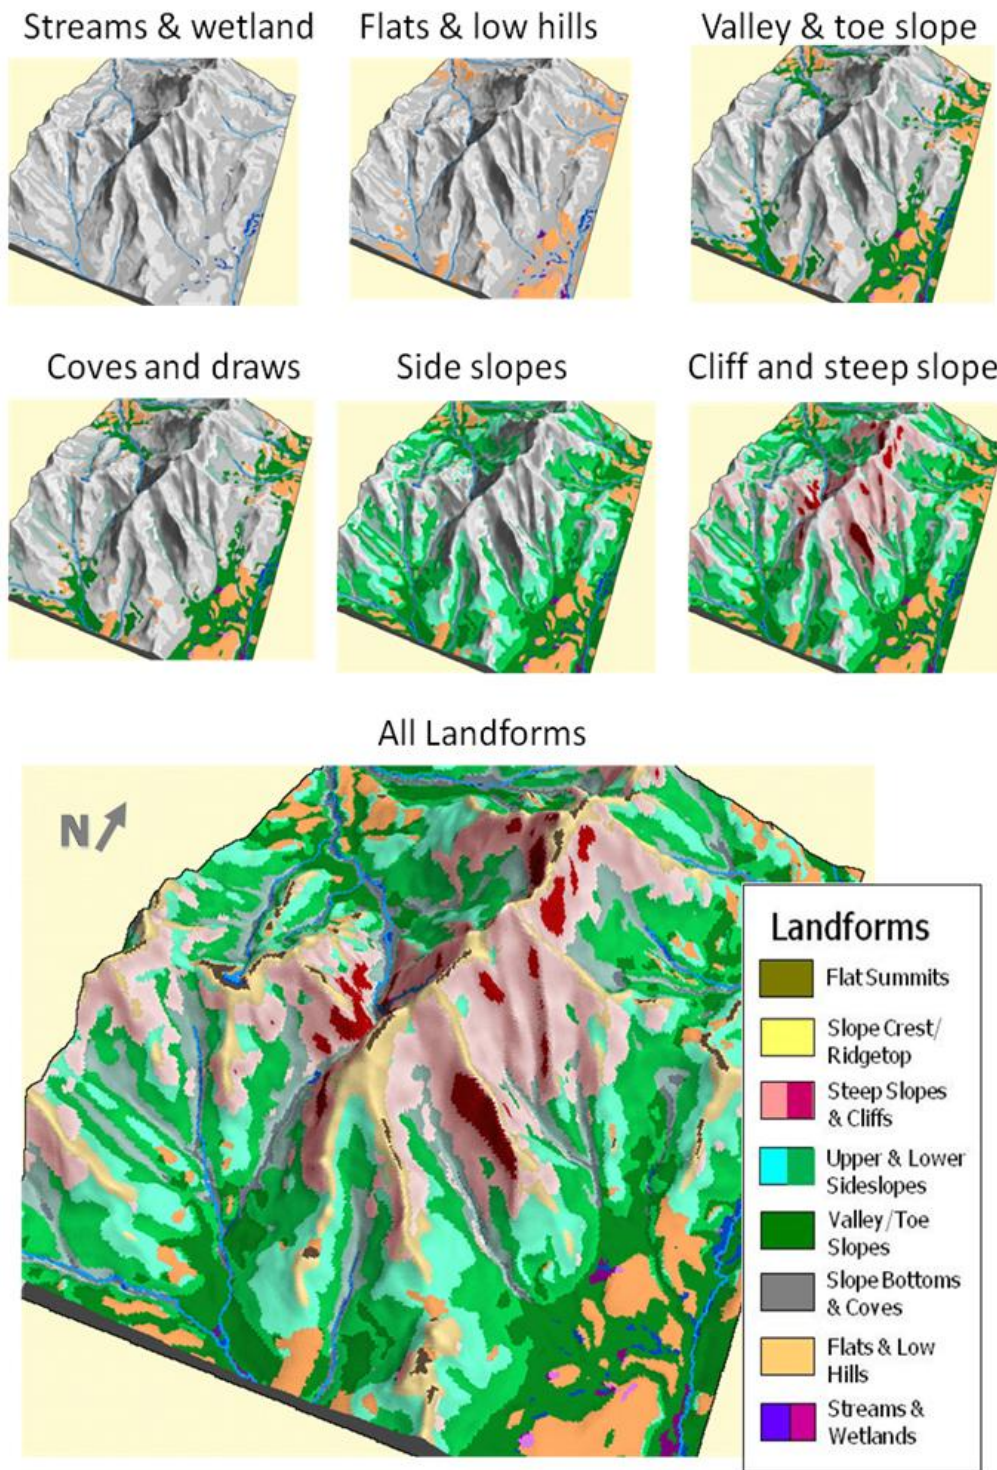 Streams & wetland
Flats & low hills
Valley & toe slope
Coves and draws
Side slopes
Cliff and steep slope
All Landforms
N
Landforms
Flat Summits
Slope Crest/
Ridgetop
Steep Slopes
& Cliffs
Upper & Lower
Sideslopes
Valley/Toe
Slopes
Slope Bottoms
& Coves
Flats & Low
Hills
Streams &
Wetlands